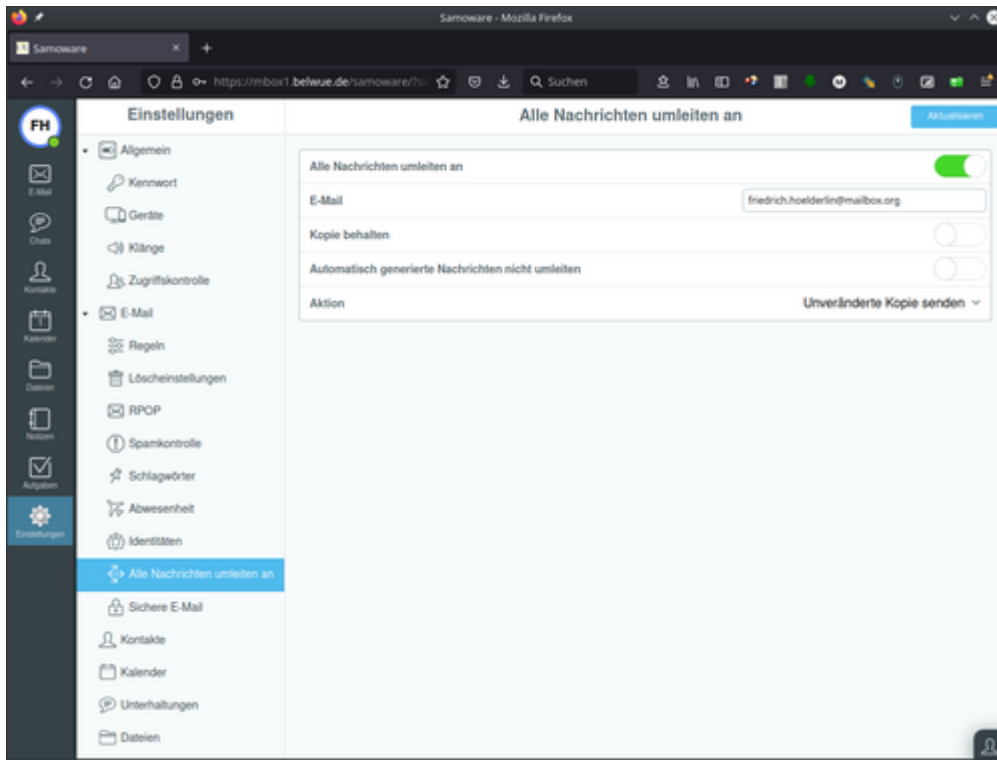 Samoware - Mozilla Firefox
Samoware
https://mbox1.belwue.de/samoware/
Suchen
FH
E-Mail
Chats
Kontakte
Kalender
Dateien
Notizen
Aufgaben
Einstellungen
Einstellungen
Allgemein
Kennwort
Geräte
Klänge
Zugriffskontrolle
E-Mail
Regeln
Löscheinstellungen
RPOP
Spamkontrolle
Schlagwörter
Abwesenheit
Identitäten
Alle Nachrichten umleiten an
Sichere E-Mail
Kontakte
Kalender
Unterhaltungen
Dateien
Alle Nachrichten umleiten an
Aktualisieren
Alle Nachrichten umleiten an
E-Mail friedrich.hoelderlin@mailbox.org
Kopie behalten
Automatisch generierte Nachrichten nicht umleiten
Aktion Unveränderte Kopie senden